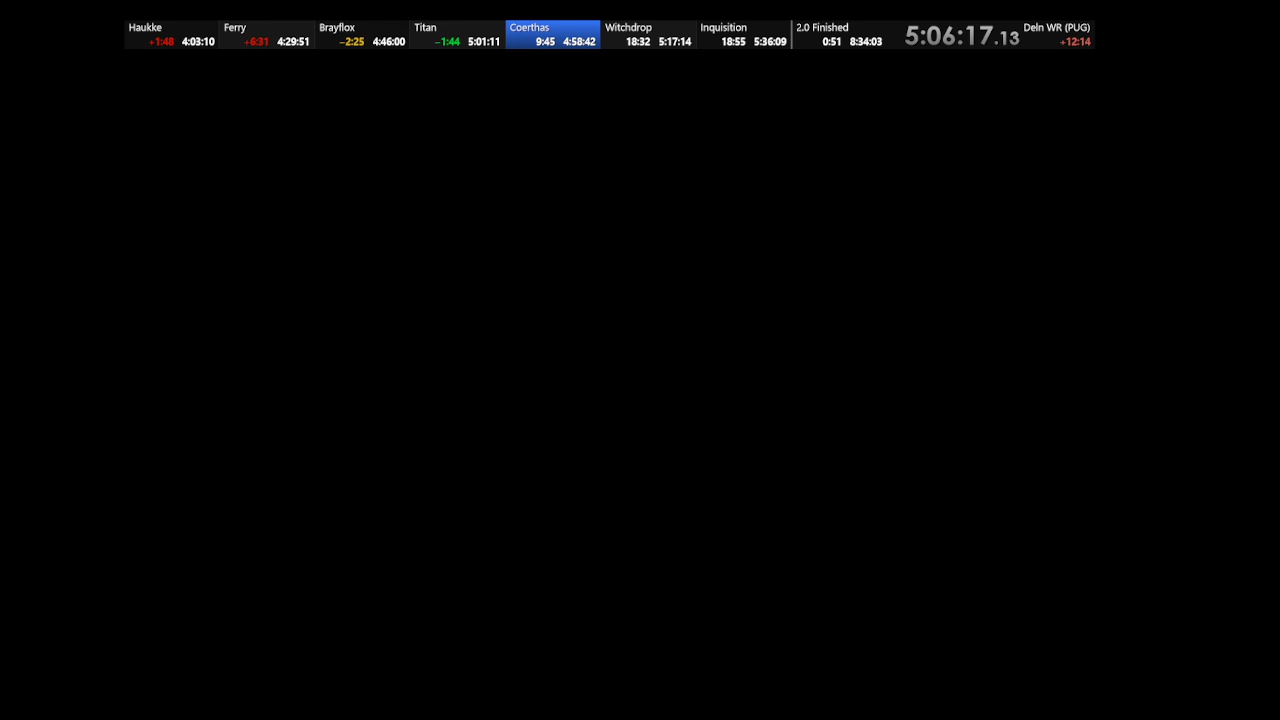 Haukke Ferry Brayflox Titan Coerthas Witchdrop Inquisition 2.0 Finished 5:06:17.13 Deln WR (PUG)
+1:48 4:03:10 +6:31 4:29:51 −2:25 4:46:00 −1:44 5:01:11 9:45 4:58:42 18:32 5:17:14 18:55 5:36:09 0:51 8:34:03 +12:14